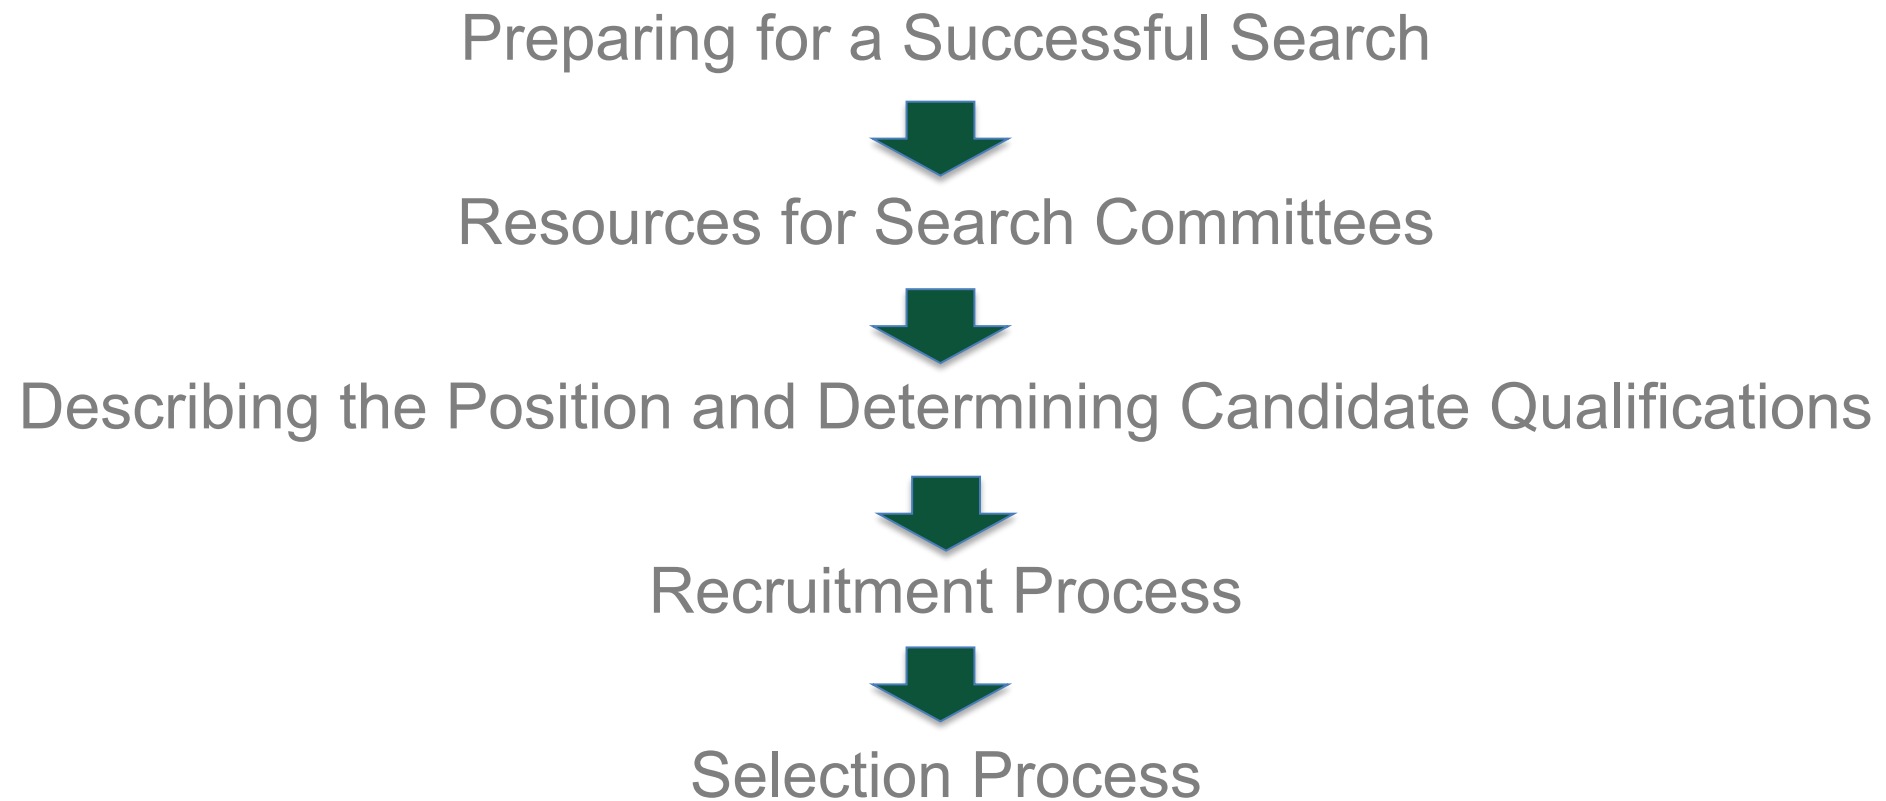 Preparing for a Successful Search
Resources for Search Committees
Describing the Position and Determining Candidate Qualifications
Recruitment Process
Selection Process